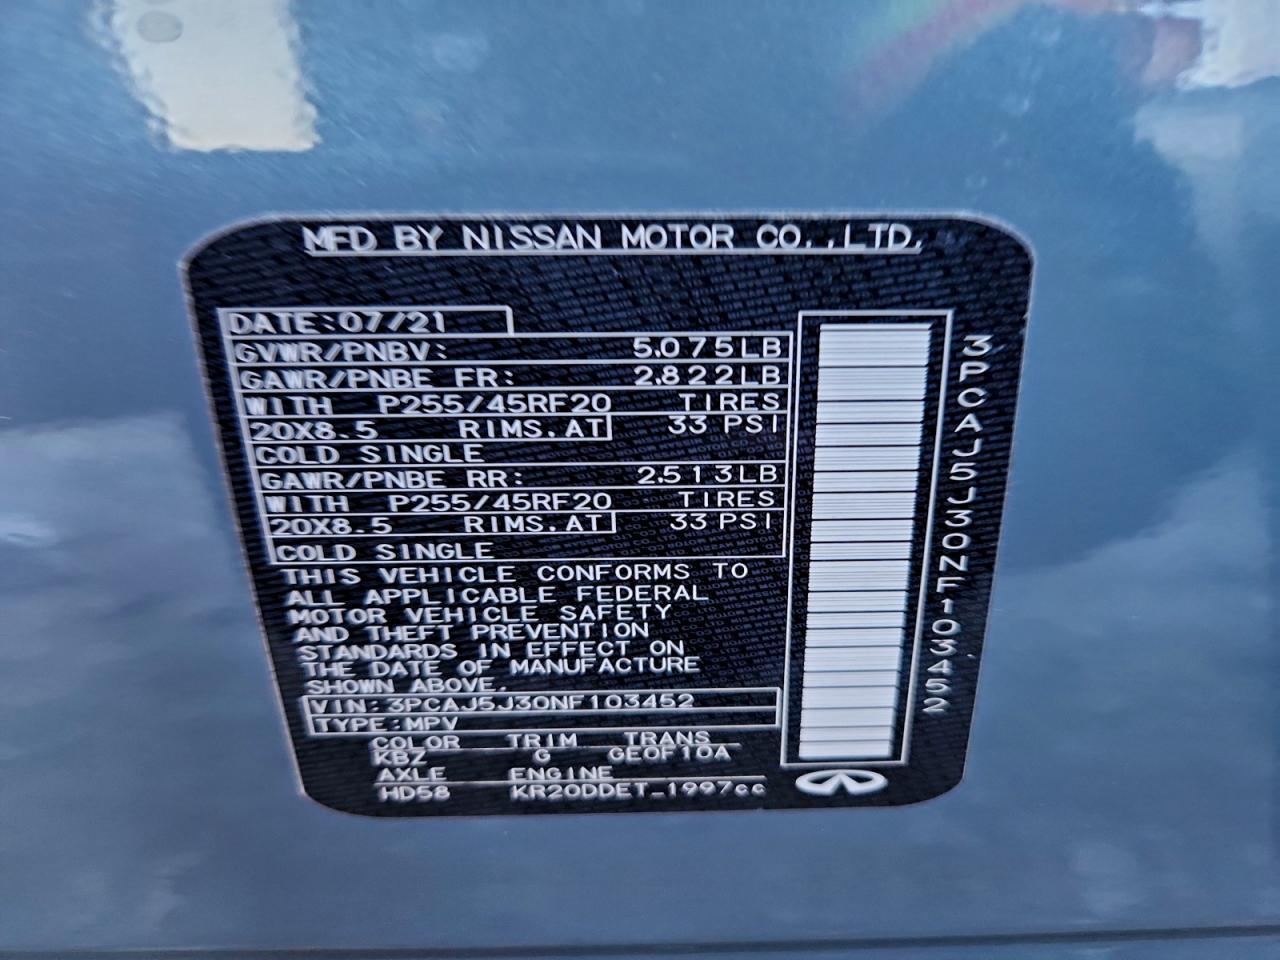 MFD BY NISSAN MOTOR CO.,LTD.
DATE:07/21
GVWR/PNBV: 5,075LB
GAWR/PNBE FR: 2,822LB
WITH P255/45RF20 TIRES
20X8.5 RIMS.AT 33 PSI
COLD SINGLE
GAWR/PNBE RR: 2,513LB
WITH P255/45RF20 TIRES
20X8.5 RIMS.AT 33 PSI
COLD SINGLE
THIS VEHICLE CONFORMS TO
ALL APPLICABLE FEDERAL
MOTOR VEHICLE SAFETY
AND THEFT PREVENTION
STANDARDS IN EFFECT ON
THE DATE OF MANUFACTURE
SHOWN ABOVE.
VIN:3PCAJ5J30NF103452
TYPE:MPV
COLOR TRIM TRANS
KBZ G GE0F10A
AXLE ENGINE
HD58 KR20DDET_1997cc
3PCAJ5J30NF103452